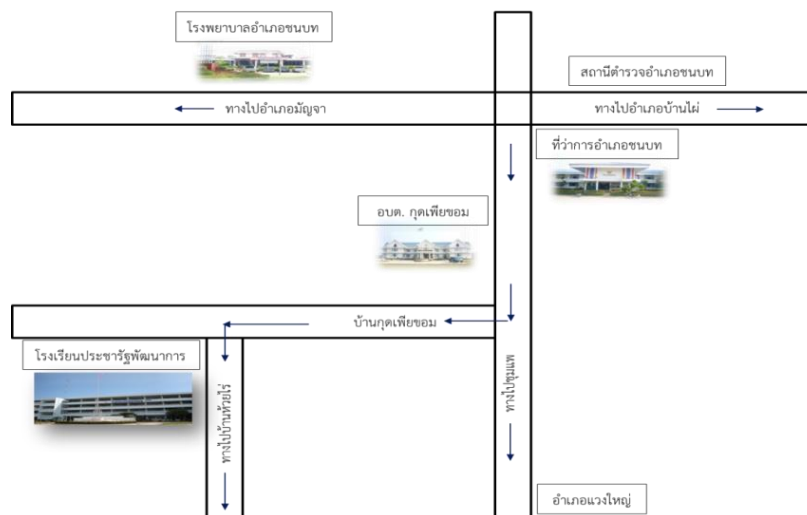 โรงพยาบาลอำเภอชนบท
สถานีตำรวจอำเภอชนบท
ทางไปอำเภอมัญจา
ทางไปอำเภอบ้านไผ่
ที่ว่าการอำเภอชนบท
อบต. กุดเพียขอม
บ้านกุดเพียขอม
โรงเรียนประชารัฐพัฒนาการ
ทางไปบ้านห้วยไร่
ทางไปชุมแพ
อำเภอแวงใหญ่